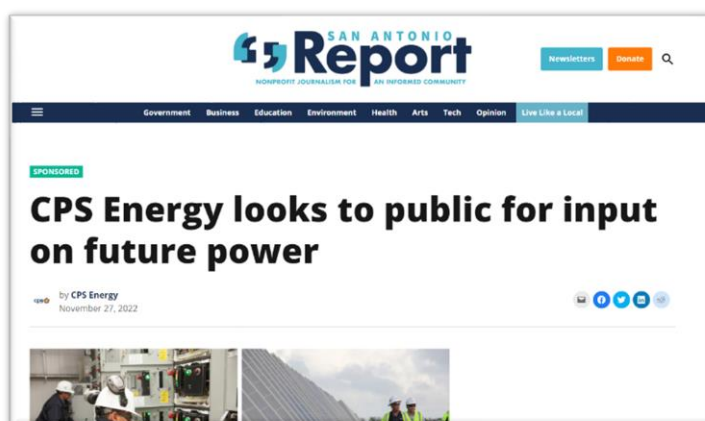 SAN ANTONIO
Report
NONPROFIT JOURNALISM FOR AN INFORMED COMMUNITY
Newsletters
Donate
Government Business Education Environment Health Arts Tech Opinion Live Like a Local
SPONSORED
CPS Energy looks to public for input
on future power
by CPS Energy
November 27, 2022